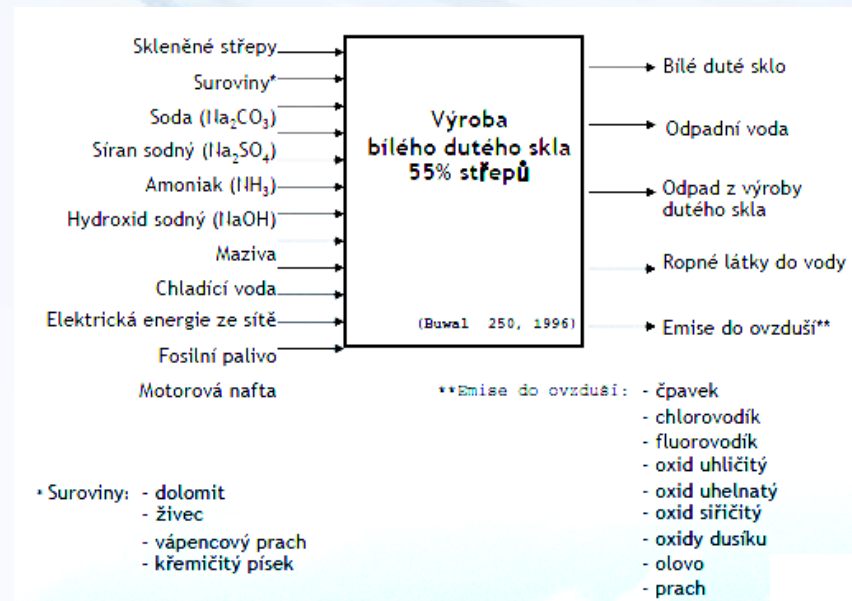 Skleněné střepy
Suroviny*
Soda (Na₂CO₃)
Síran sodný (Na₂SO₄)
Amoniak (NH₃)
Hydroxid sodný (NaOH)
Maziva
Chladící voda
Elektrická energie ze sítě
Fosilní palivo
Motorová nafta
Výroba
bílého dutého skla
55% střepů
(Buwal 250, 1996)
Bílé duté sklo
Odpadní voda
Odpad z výroby
dutého skla
Ropné látky do vody
Emise do ovzduší**
**Emise do ovzduší: - čpavek
- chlorovodík
- fluorovodík
- oxid uhličitý
- oxid uhelnatý
- oxid siřičitý
- oxidy dusíku
- olovo
- prach
* Suroviny: - dolomit
- živec
- vápencový prach
- křemičitý písek